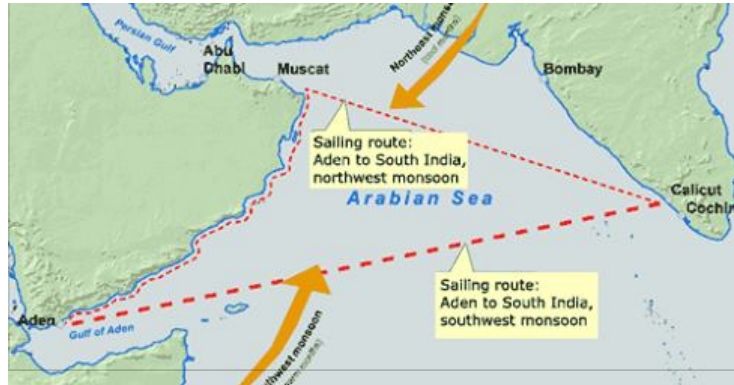 Persian Gulf
Abu
Dhabi
Muscat
Northeast monsoon
Bombay
Sailing route:
Aden to South India,
northwest monsoon
Arabian Sea
Calicut
Cochin
Sailing route:
Aden to South India,
southwest monsoon
Aden
Gulf of Aden
monsoon